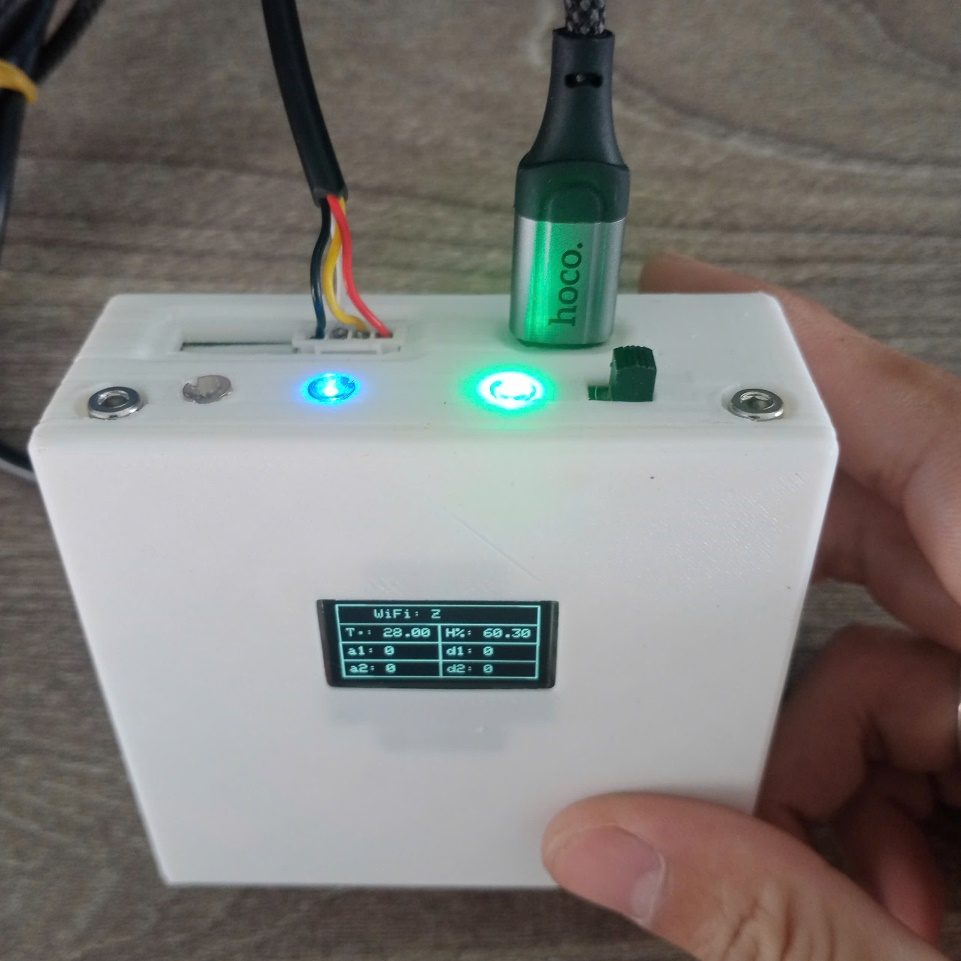 hoco.
WiFi: Z
T°: 28.00 H%: 60.30
a1: 0 d1: 0
a2: 0 d2: 0